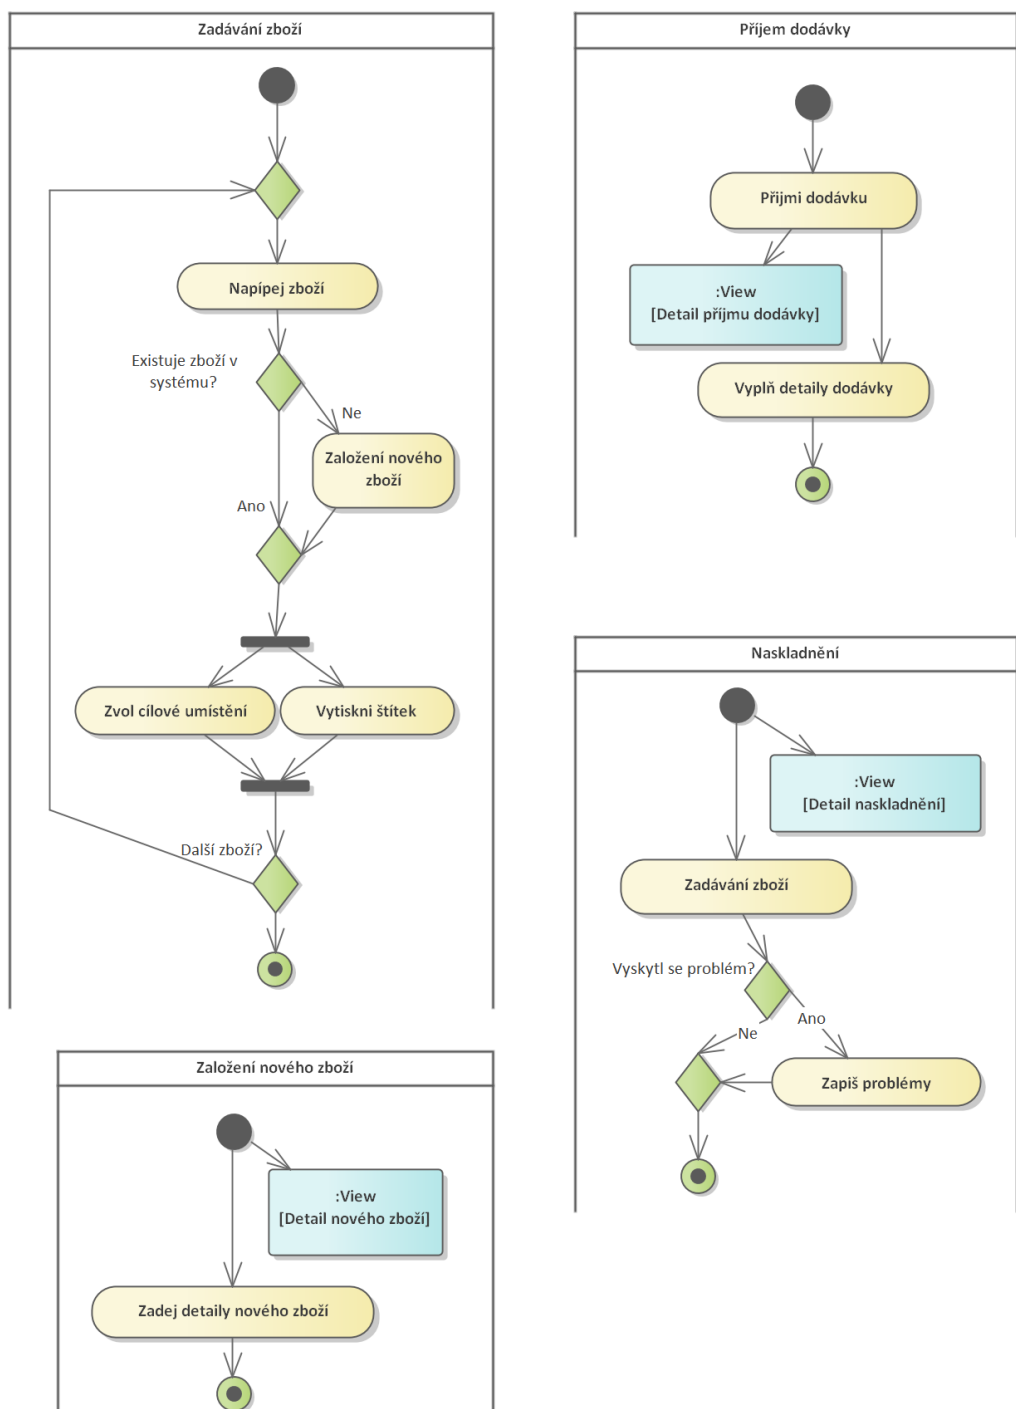 Zadávání zboží
Napípej zboží
Existuje zboží v
systému?
Ne
Založení nového
zboží
Ano
Zvol cílové umístění
Vytiskni štítek
Další zboží?
Založení nového zboží
:View
[Detail nového zboží]
Zadej detaily nového zboží
Příjem dodávky
Přijmi dodávku
:View
[Detail příjmu dodávky]
Vyplň detaily dodávky
Naskladnění
:View
[Detail naskladnění]
Zadávání zboží
Vyskytl se problém?
Ano
Ne
Zapiš problémy